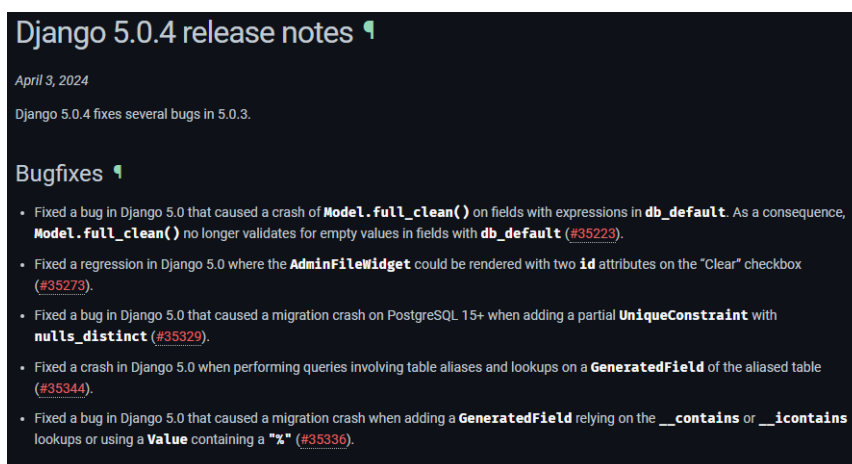 Django 5.0.4 release notes ¶
April 3, 2024
Django 5.0.4 fixes several bugs in 5.0.3.
Bugfixes ¶
• Fixed a bug in Django 5.0 that caused a crash of Model.full_clean() on fields with expressions in db_default. As a consequence,
Model.full_clean() no longer validates for empty values in fields with db_default (#35223).
• Fixed a regression in Django 5.0 where the AdminFileWidget could be rendered with two id attributes on the “Clear” checkbox
(#35273).
• Fixed a bug in Django 5.0 that caused a migration crash on PostgreSQL 15+ when adding a partial UniqueConstraint with
nulls_distinct (#35329).
• Fixed a crash in Django 5.0 when performing queries involving table aliases and lookups on a GeneratedField of the aliased table
(#35344).
• Fixed a bug in Django 5.0 that caused a migration crash when adding a GeneratedField relying on the __contains or __icontains
lookups or using a Value containing a "%" (#35336).